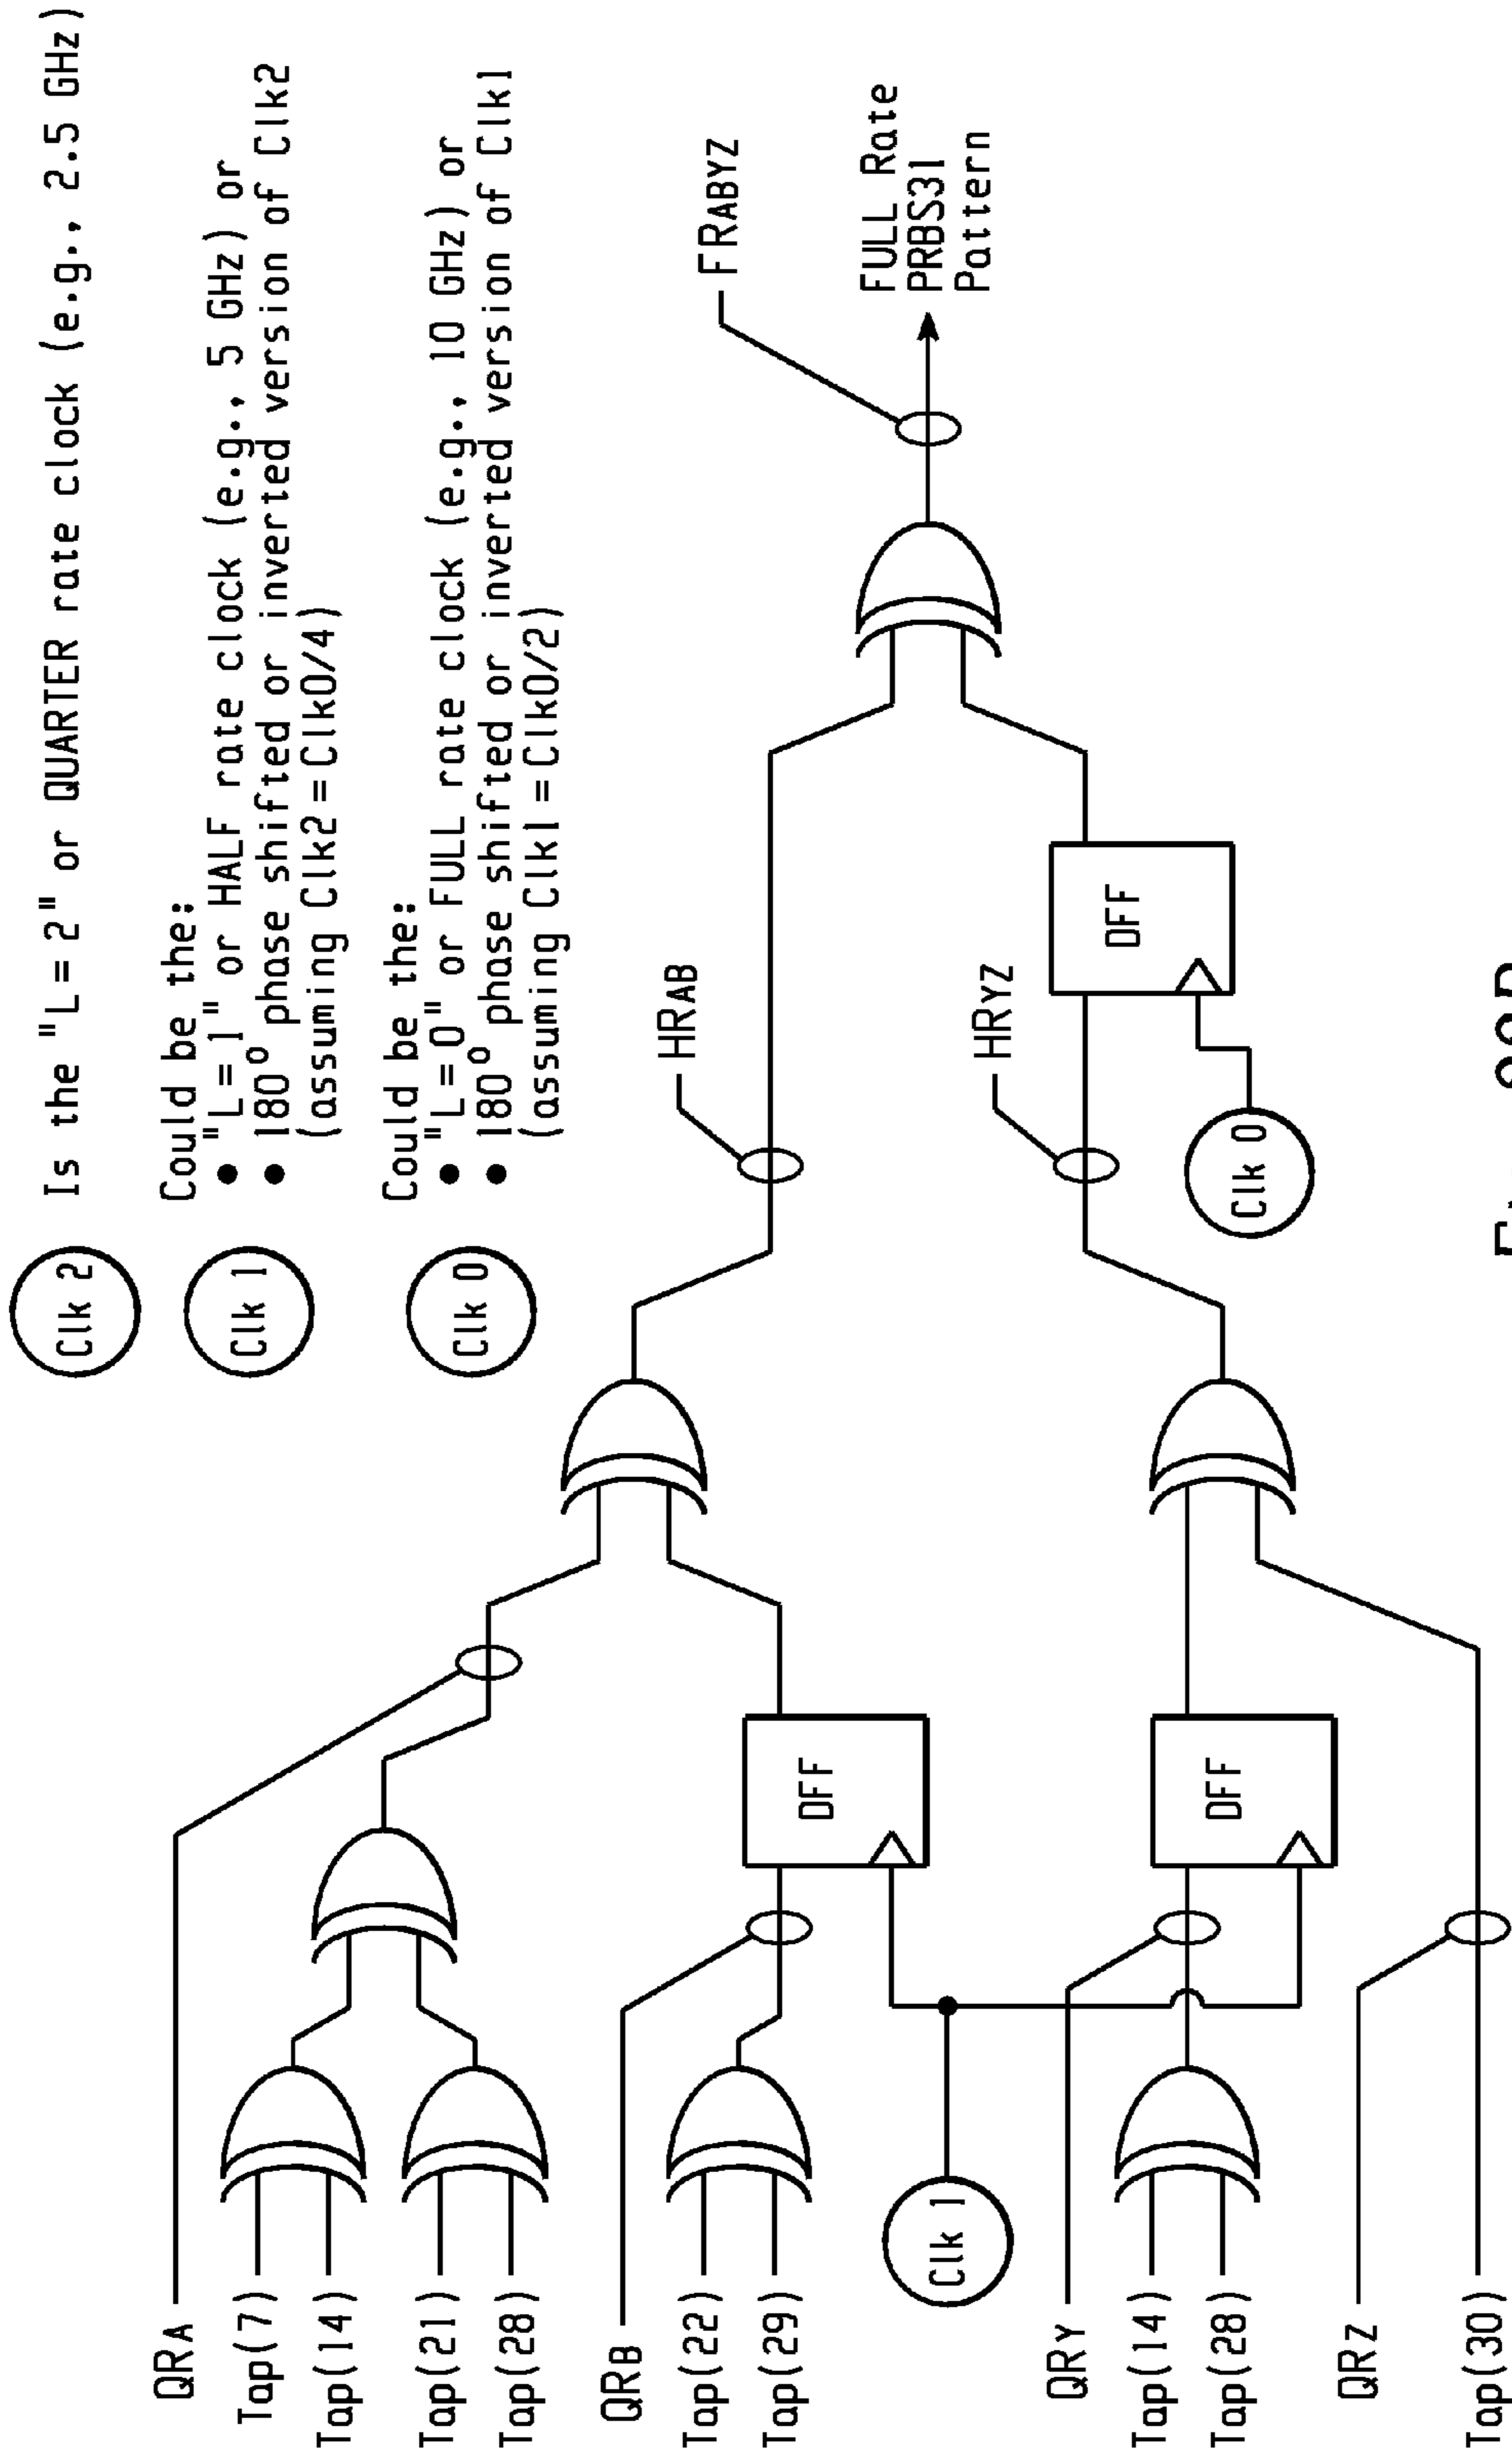 Clk 2
Is the "L=2" or QUARTER rate clock (e.g., 2.5 GHz)
Clk 1
Could be the:
• "L=1" or HALF rate clock (e.g., 5 GHz) or
• 180° phase shifted or inverted version of Clk2
(assuming Clk2=Clk0/4)
Clk 0
Could be the:
• "L=0" or FULL rate clock (e.g., 10 GHz) or
• 180° phase shifted or inverted version of Clk1
(assuming Clk1=Clk0/2)
QRA
Tap(7)
Tap(14)
Tap(21)
Tap(28)
QRB
Tap(22)
Tap(29)
DFF
Clk 1
QRY
Tap(14)
Tap(28)
DFF
QRZ
Tap(30)
HRAB
HRYZ
DFF
Clk 0
FRABYZ
FULL Rate
PRBS31
Pattern